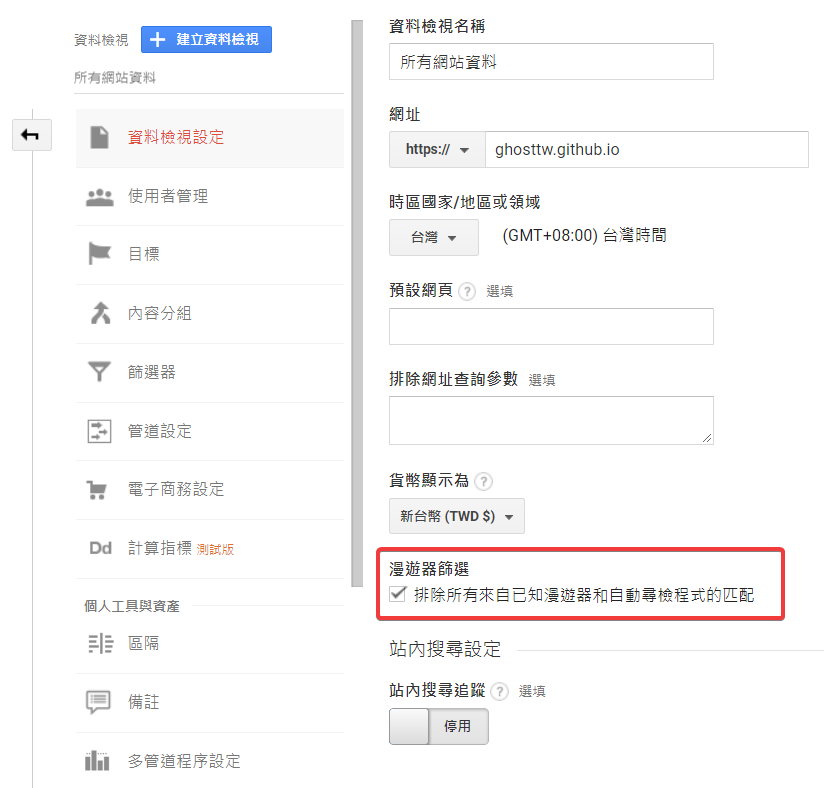 資料檢視
建立資料檢視
所有網站資料
資料檢視設定
使用者管理
目標
內容分組
篩選器
管道設定
電子商務設定
Dd 計算指標 測試版
個人工具與資產
區隔
備註
多管道程序設定
資料檢視名稱
所有網站資料
網址
https:// ghosttw.github.io
時區國家/地區或領域
台灣 (GMT+08:00) 台灣時間
預設網頁 ? 選填
排除網址查詢參數 選填
貨幣顯示為 ?
新台幣 (TWD $)
漫遊器篩選
排除所有來自已知漫遊器和自動尋檢程式的匹配
站內搜尋設定
站內搜尋追蹤 ? 選填
停用